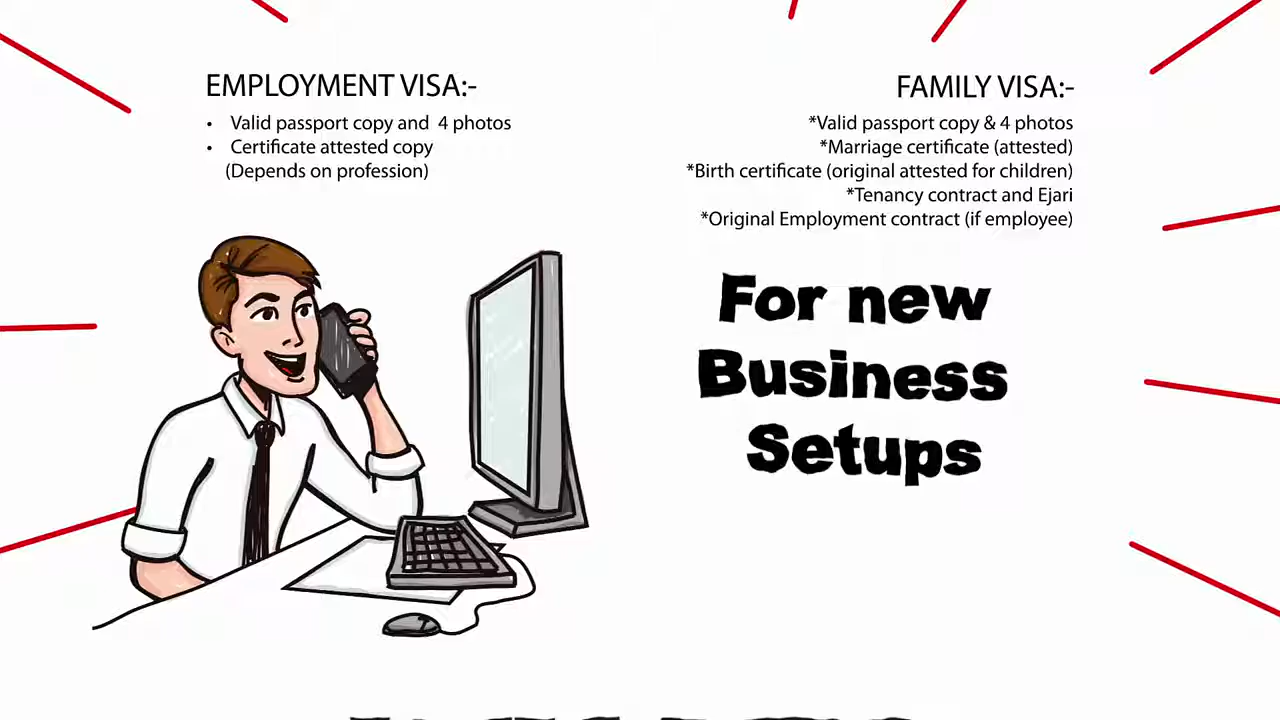 EMPLOYMENT VISA:-
• Valid passport copy and 4 photos
• Certificate attested copy
(Depends on profession)
FAMILY VISA:-
*Valid passport copy & 4 photos
*Marriage certificate (attested)
*Birth certificate (original attested for children)
*Tenancy contract and Ejari
*Original Employment contract (if employee)
For new
Business
Setups